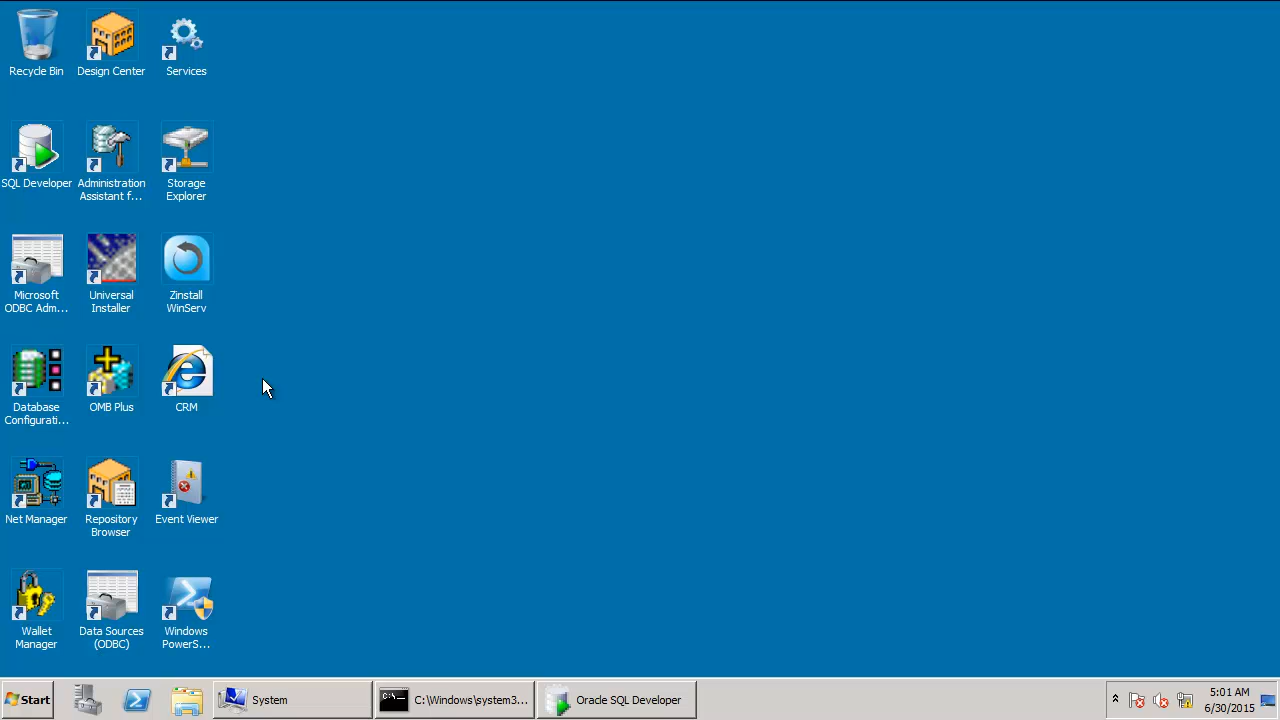 Recycle Bin
Design Center
Services
SQL Developer
Administration
Assistant f...
Storage
Explorer
Microsoft
ODBC Adm...
Universal
Installer
Zinstall
WinServ
Database
Configurati...
OMB Plus
CRM
Net Manager
Repository
Browser
Event Viewer
Wallet
Manager
Data Sources
(ODBC)
Windows
PowerS...
Start
System
C:\Windows\system3...
Oracle SQL Developer
5:01 AM
6/30/2015